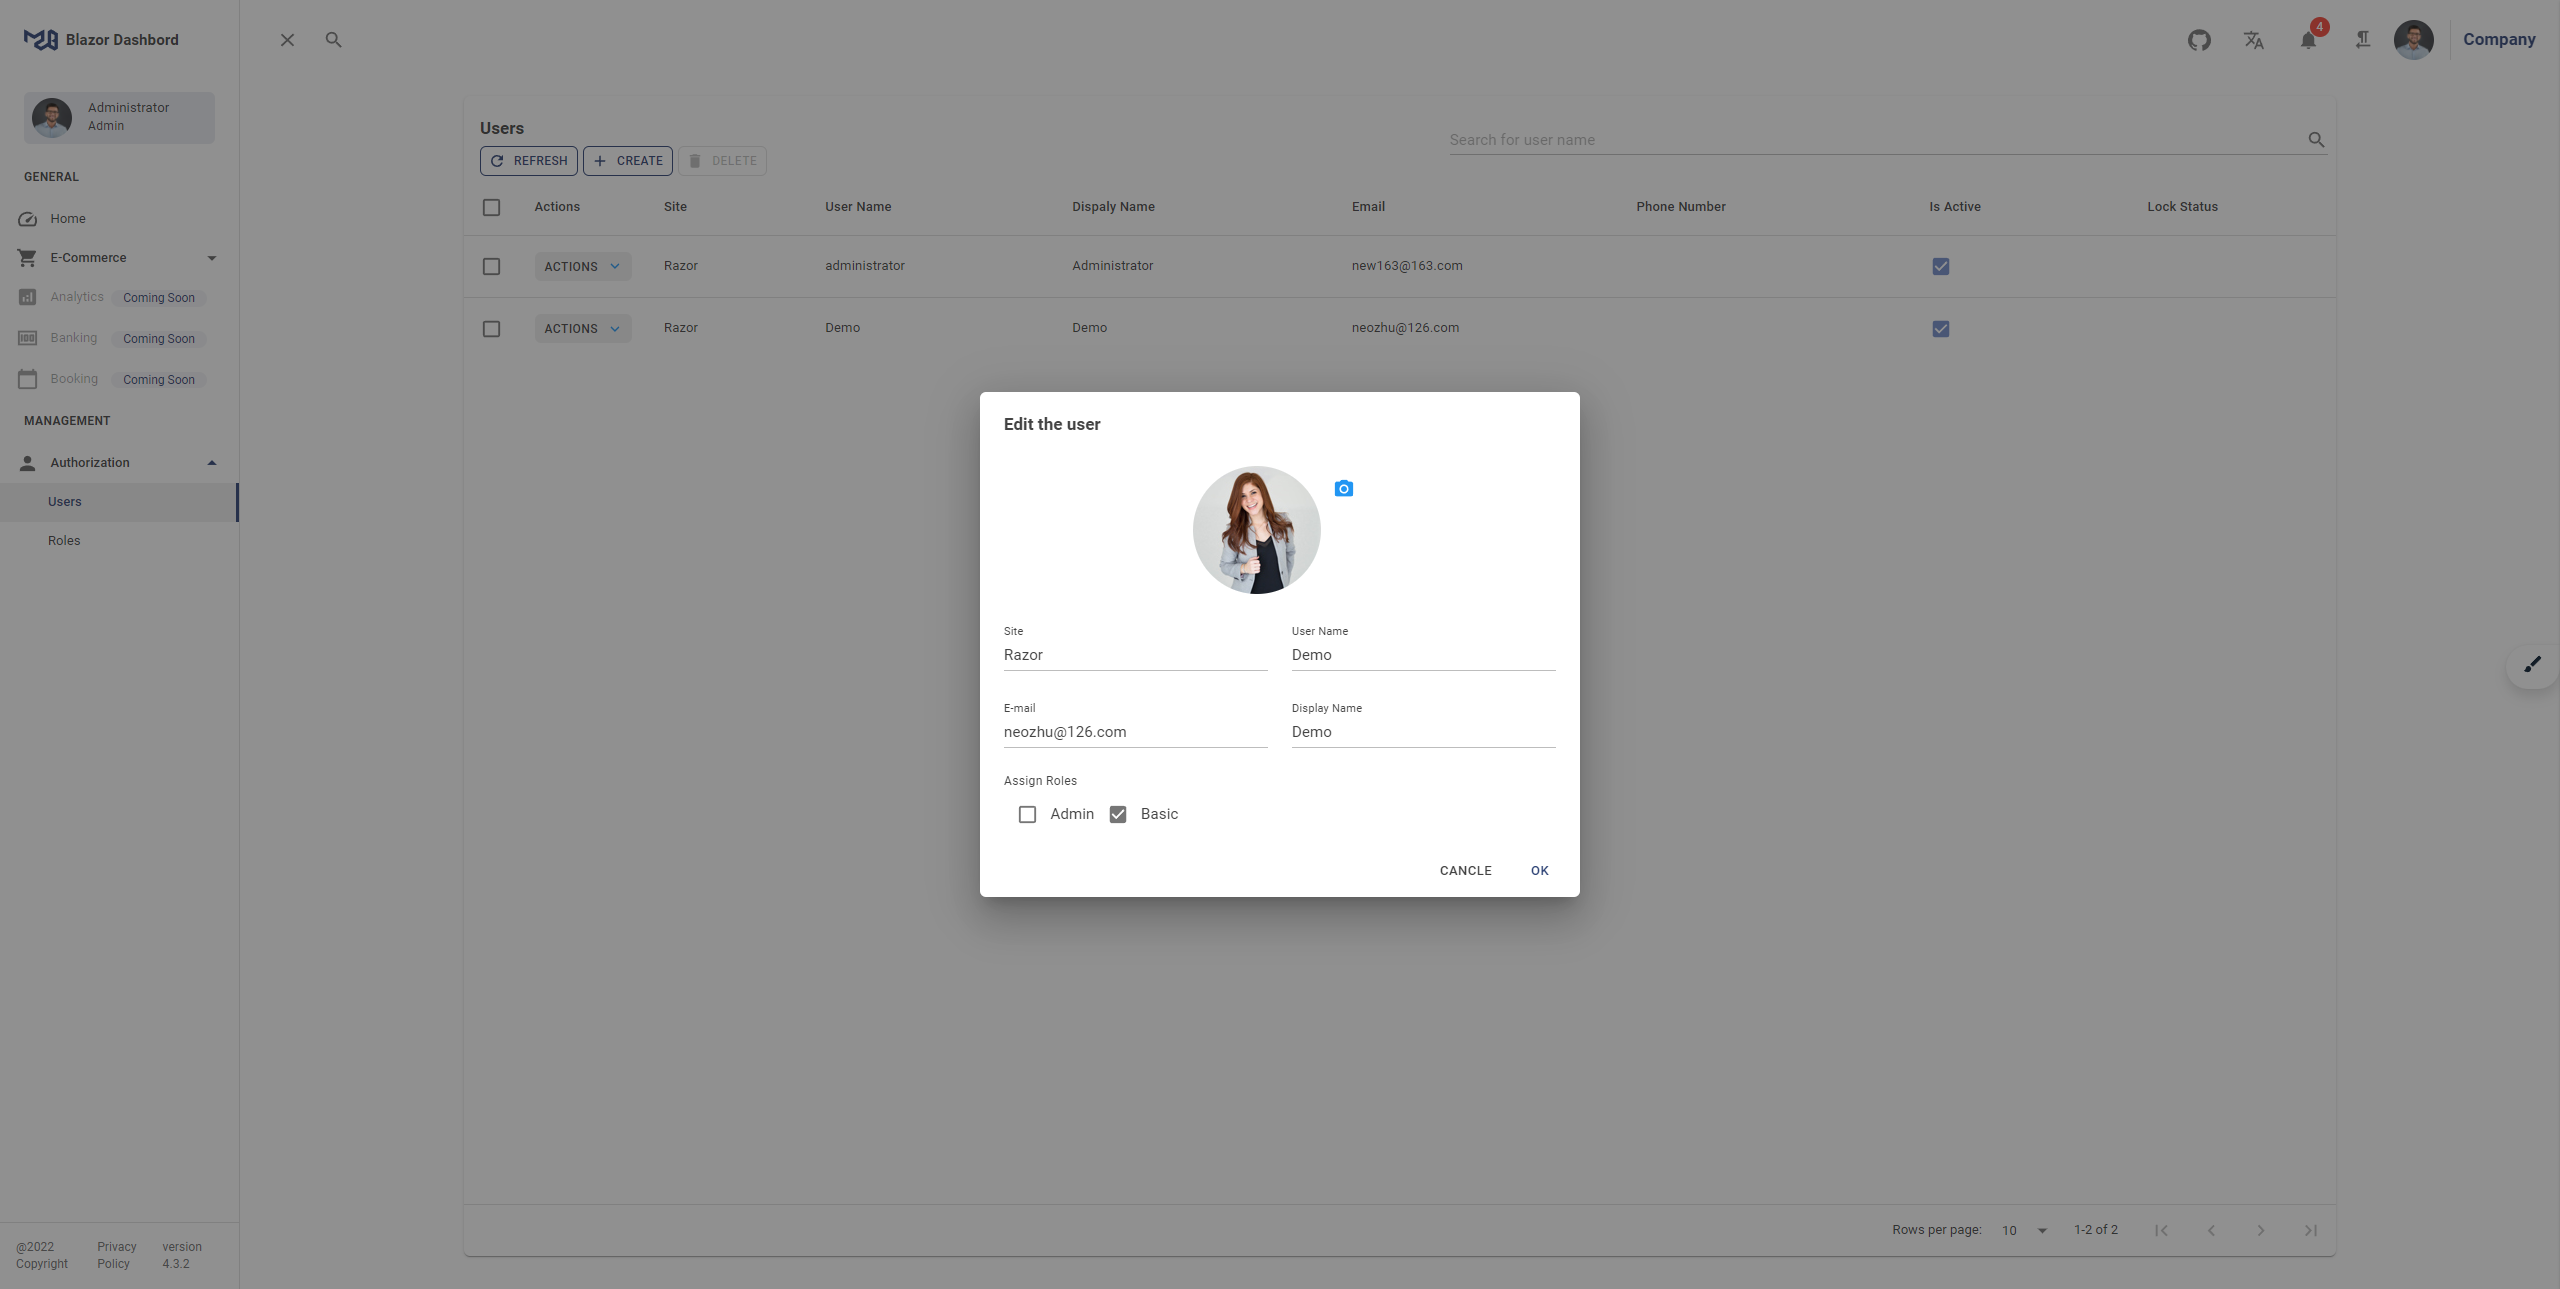 Blazor Dashbord
4
Company
Administrator
Admin
GENERAL
Home
E-Commerce
Analytics Coming Soon
Banking Coming Soon
Booking Coming Soon
MANAGEMENT
Authorization
Users
Roles
@2022 Copyright
Privacy Policy
version 4.3.2
Users
Search for user name
REFRESH CREATE DELETE
Actions Site User Name Dispaly Name Email Phone Number Is Active Lock Status
ACTIONS Razor administrator Administrator new163@163.com
ACTIONS Razor Demo Demo neozhu@126.com
Edit the user
Site
Razor
User Name
Demo
E-mail
neozhu@126.com
Display Name
Demo
Assign Roles
Admin Basic
CANCLE OK
Rows per page: 10 1-2 of 2